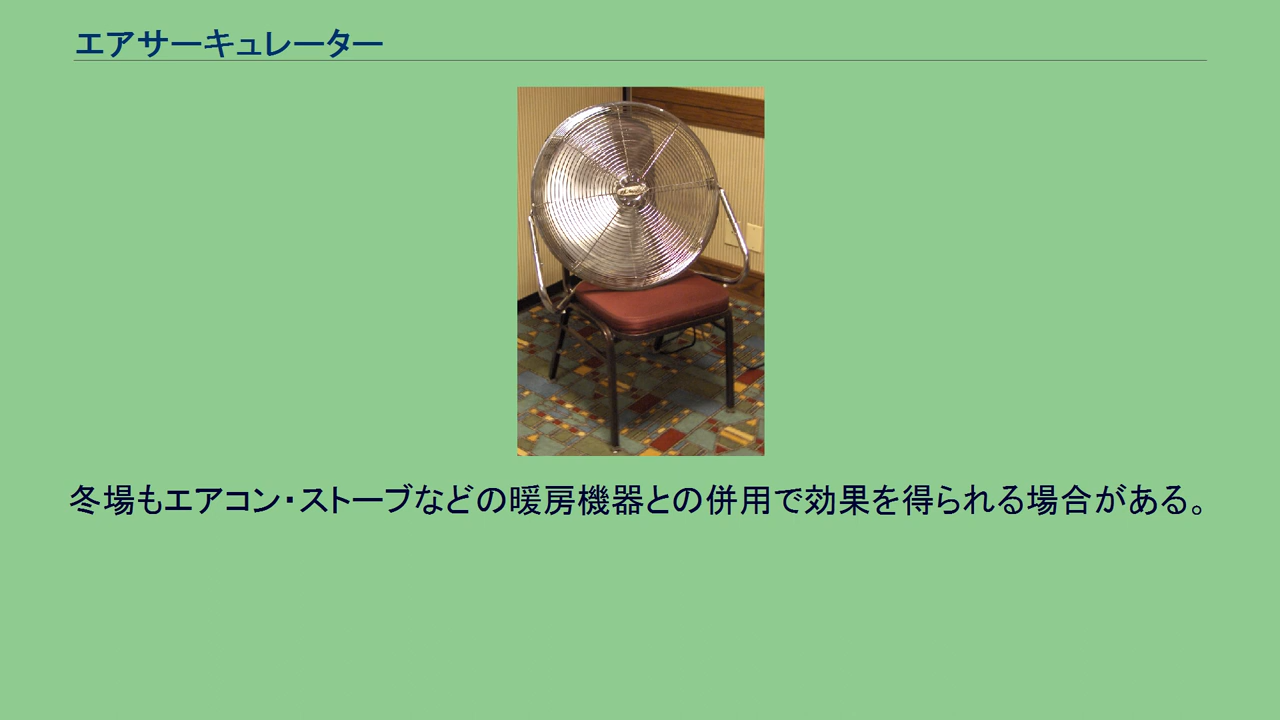 エアサーキュレーター
冬場もエアコン・ストーブなどの暖房機器との併用で効果を得られる場合がある。